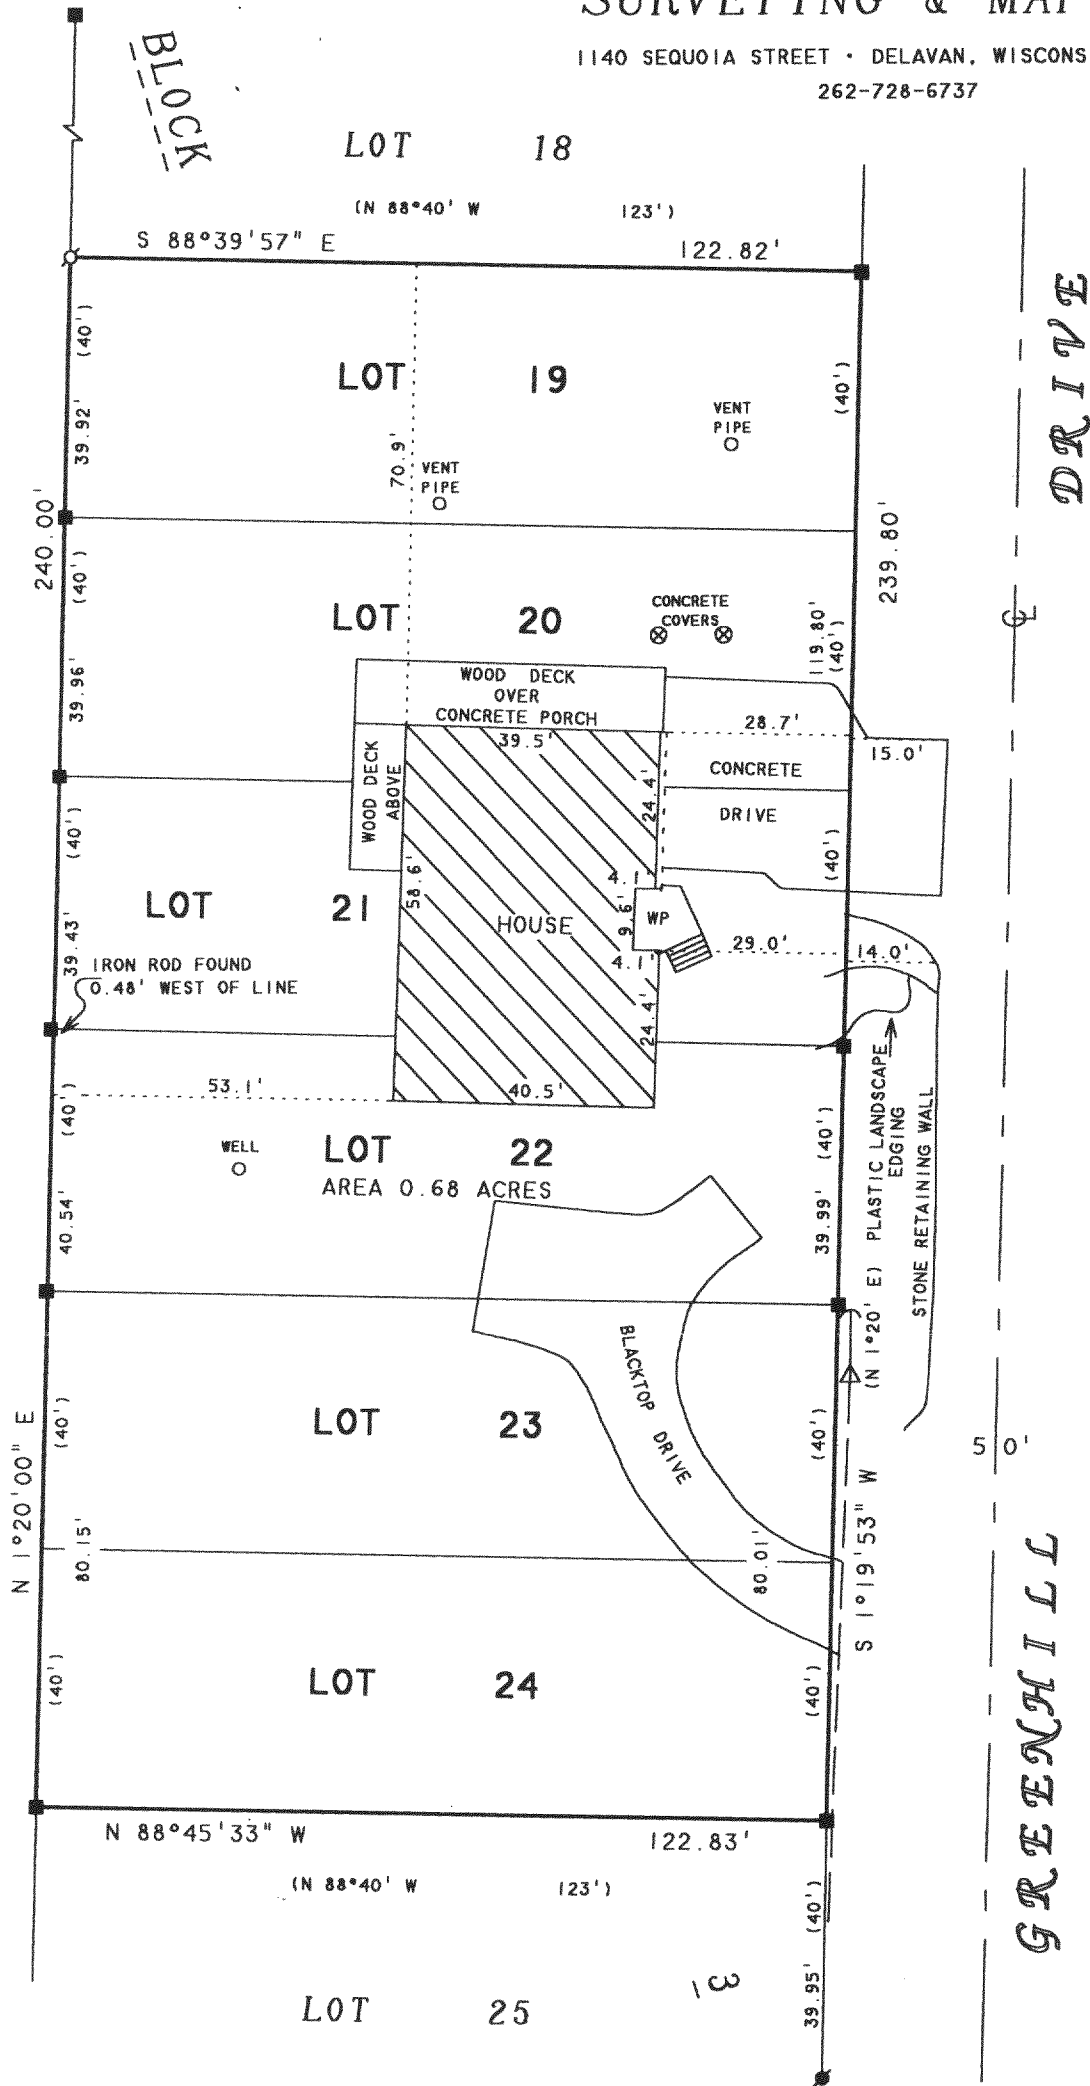 SURVEYING & MAP
1140 SEQUOIA STREET · DELAVAN, WISCONS
262-728-6737
BLOCK
LOT 18
(N 88°40' W 123')
S 88°39'57" E 122.82'
(40')
LOT 19
(40')
VENT
PIPE
39.92'
70.9'
VENT
PIPE
240.00'
239.80'
DRIVE
(40')
LOT 20
CONCRETE
COVERS
119.80'
(40')
39.96'
WOOD DECK
OVER
CONCRETE PORCH
39.5'
28.7'
15.0'
WOOD DECK
ABOVE
24.4'
CONCRETE
DRIVE
(40')
(40')
58.6'
4.1'
LOT 21
HOUSE
9.6'
WP
29.0'
14.0'
4.1'
39.43'
IRON ROD FOUND
0.48' WEST OF LINE
24.4'
53.1'
40.5'
(40')
WELL
LOT 22
AREA 0.68 ACRES
(40')
PLASTIC LANDSCAPE
EDGING
STONE RETAINING WALL
40.54'
39.99'
(N 1°20' E)
BLACKTOP DRIVE
(40')
LOT 23
(40')
50'
N 1°20'00" E
80.15'
80.01'
S 1°19'53" W
GREENHILL
(40')
LOT 24
(40')
N 88°45'33" W 122.83'
(N 88°40' W 123')
(40')
3
LOT 25
39.95'